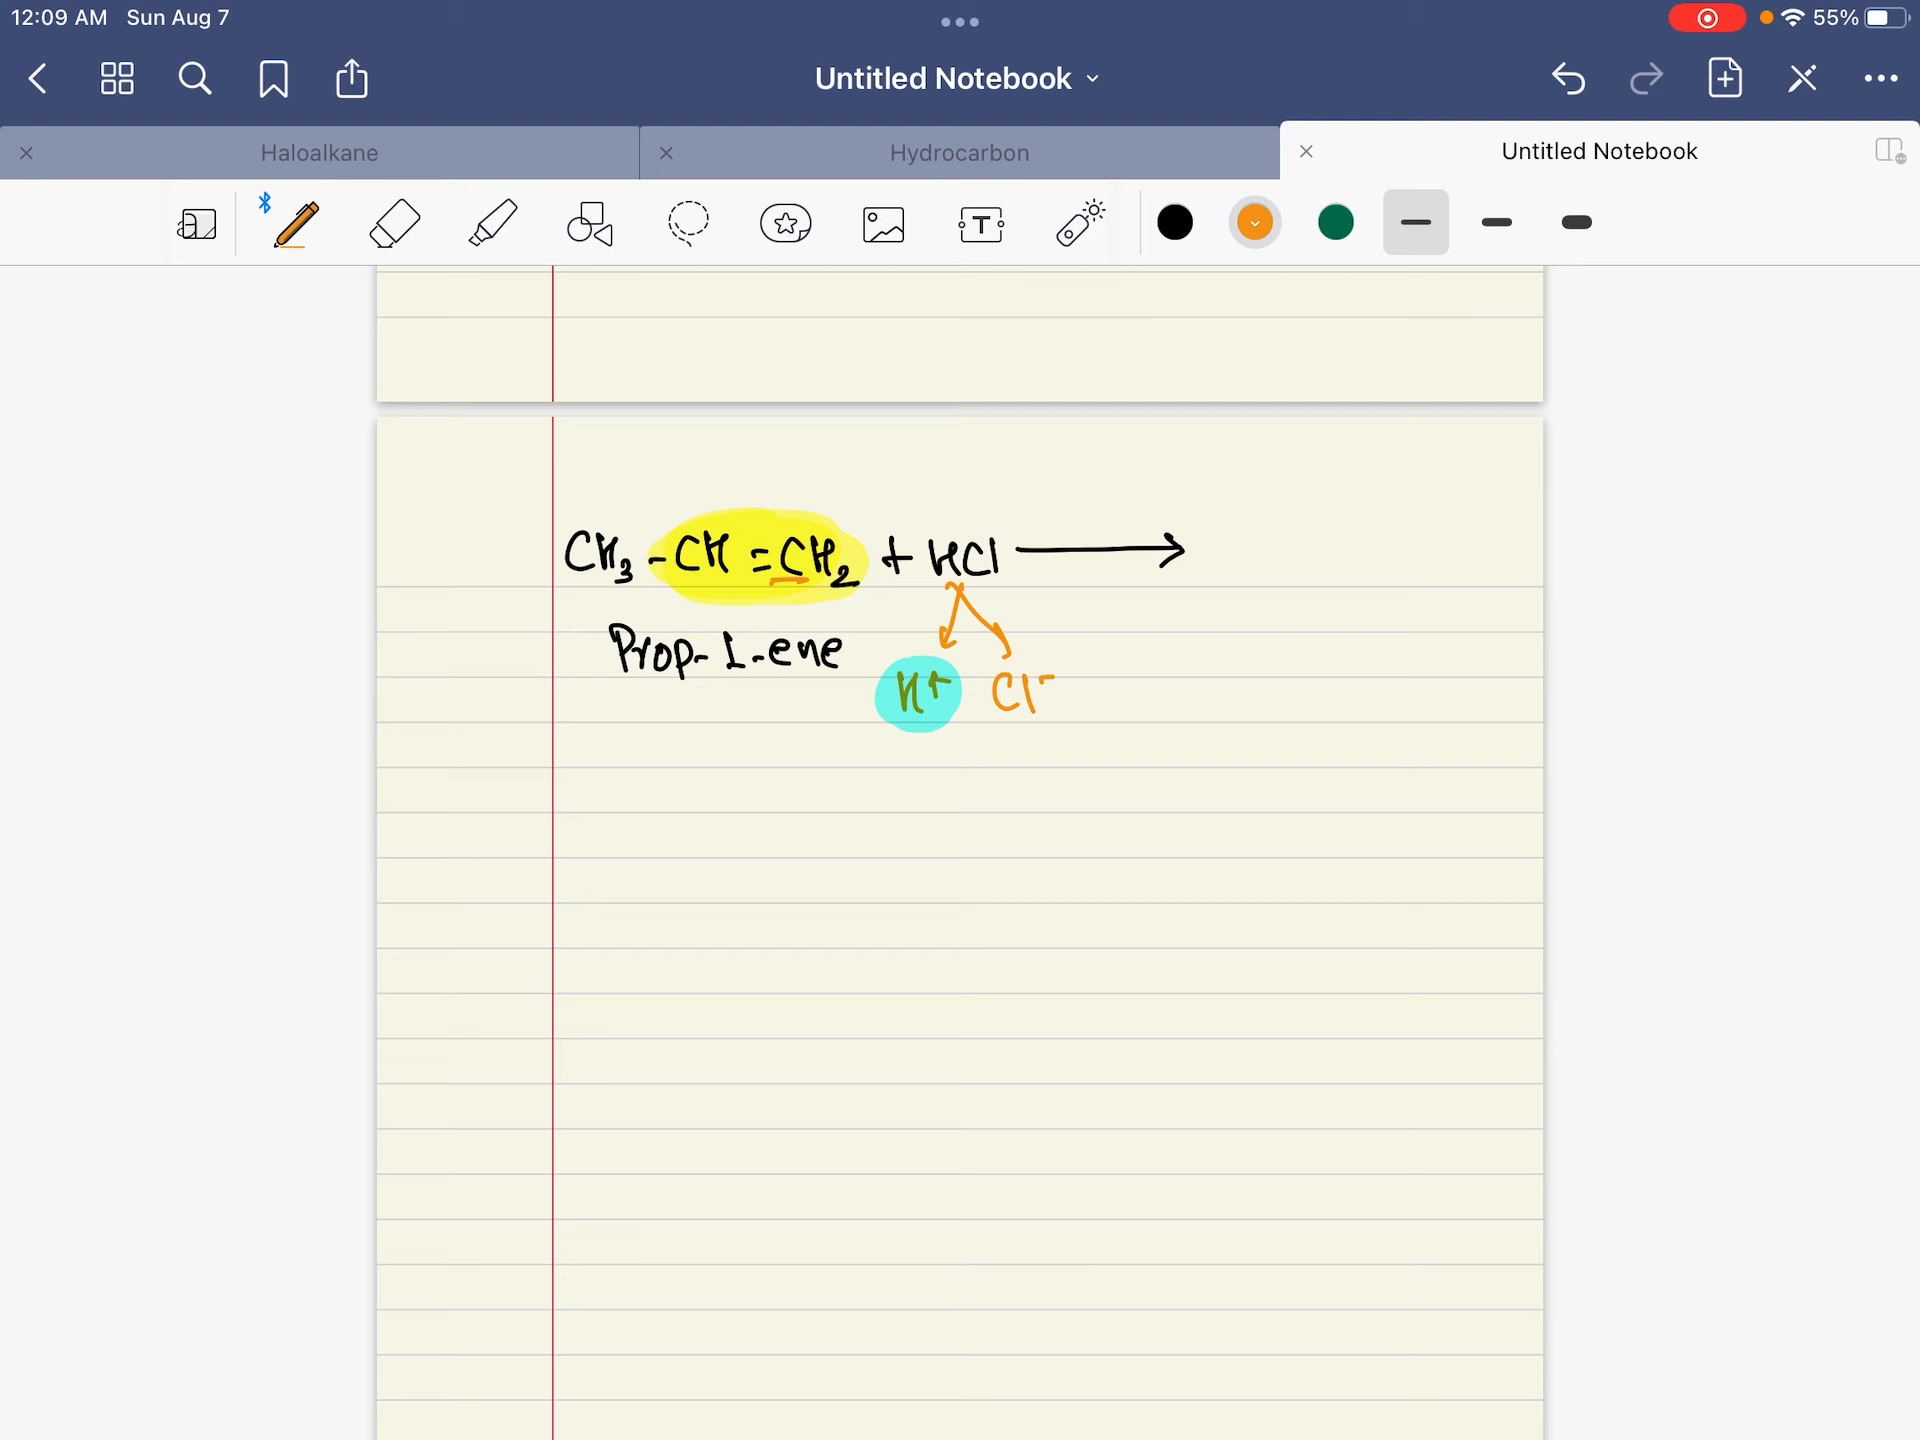 12:09 AM Sun Aug 7
55%
Untitled Notebook
Haloalkane
Hydrocarbon
Untitled Notebook
T
CH₃-CH=CH₂ + HCl ⟶
Prop-1-ene
H⁺ Cl⁻